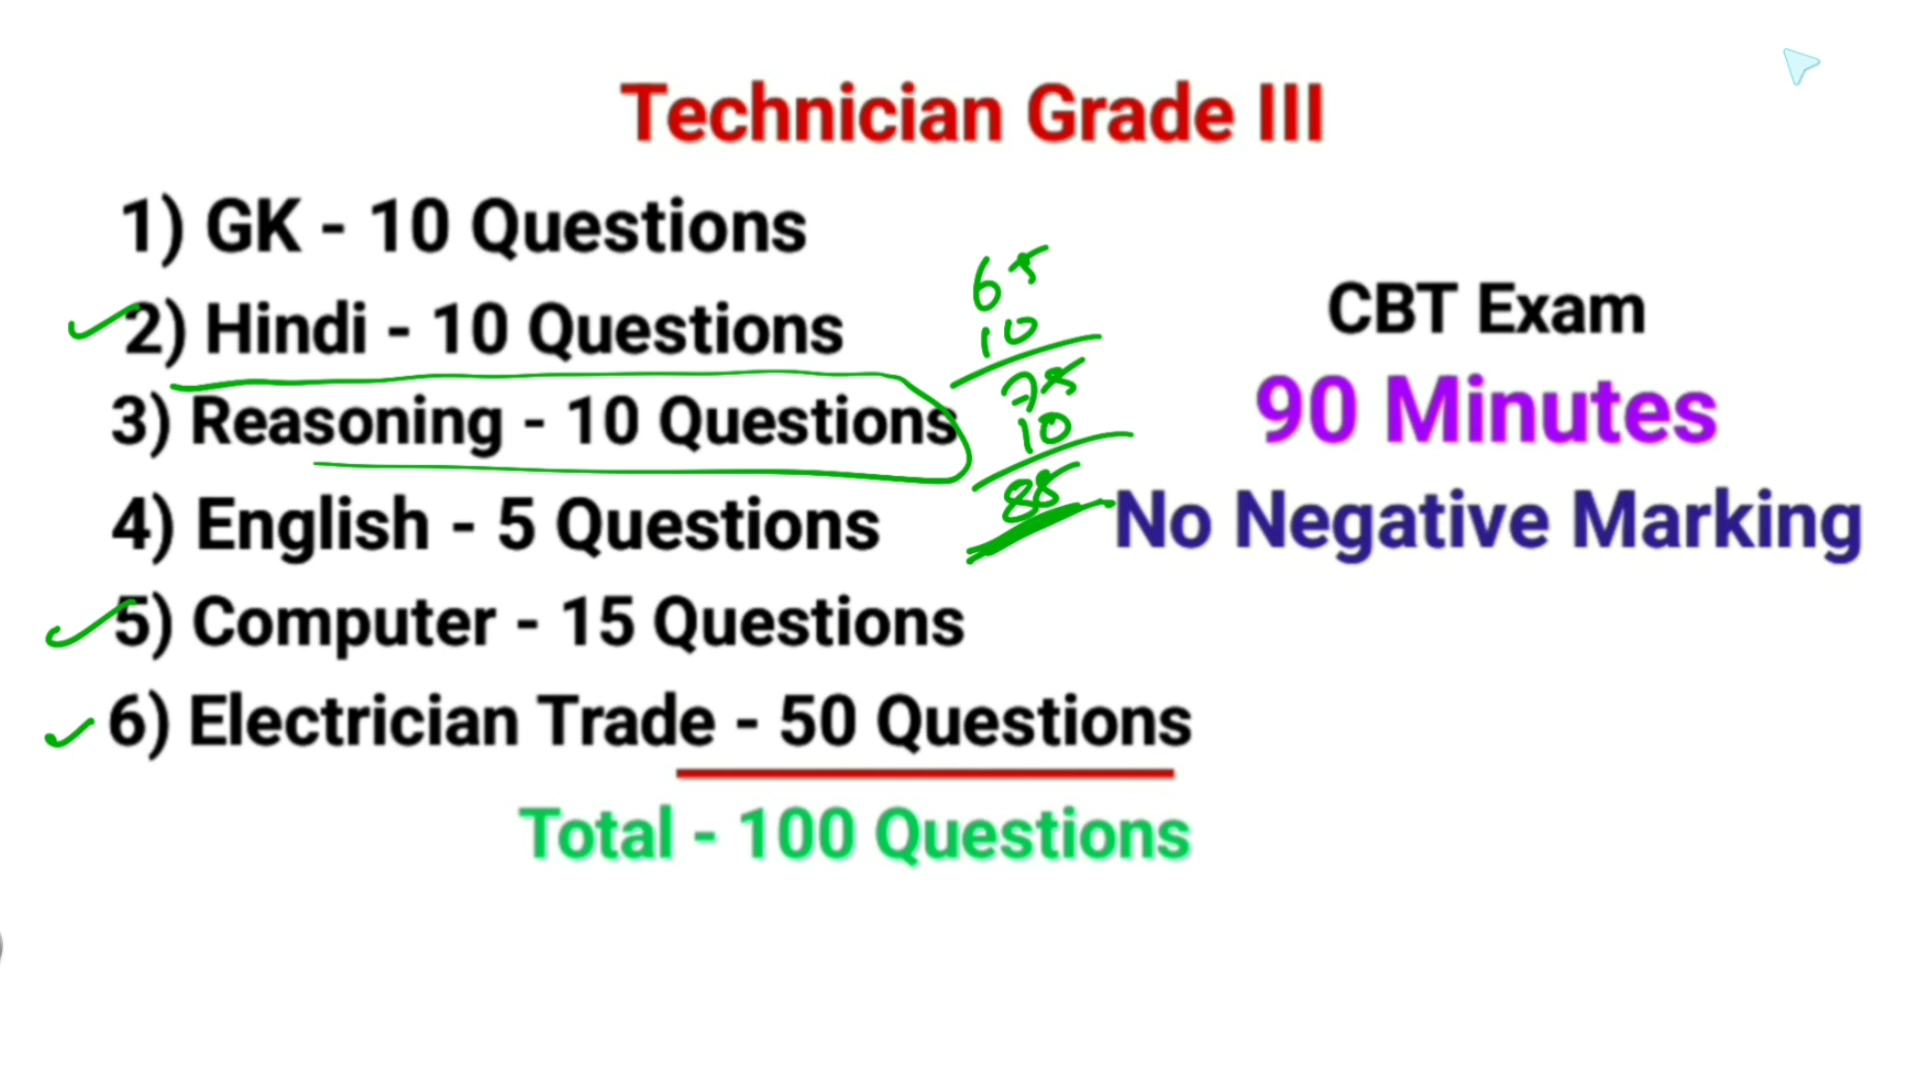 Technician Grade III
1) GK - 10 Questions
2) Hindi - 10 Questions
3) Reasoning - 10 Questions
4) English - 5 Questions
5) Computer - 15 Questions
6) Electrician Trade - 50 Questions
Total - 100 Questions
65
10
75
10
85
CBT Exam
90 Minutes
No Negative Marking